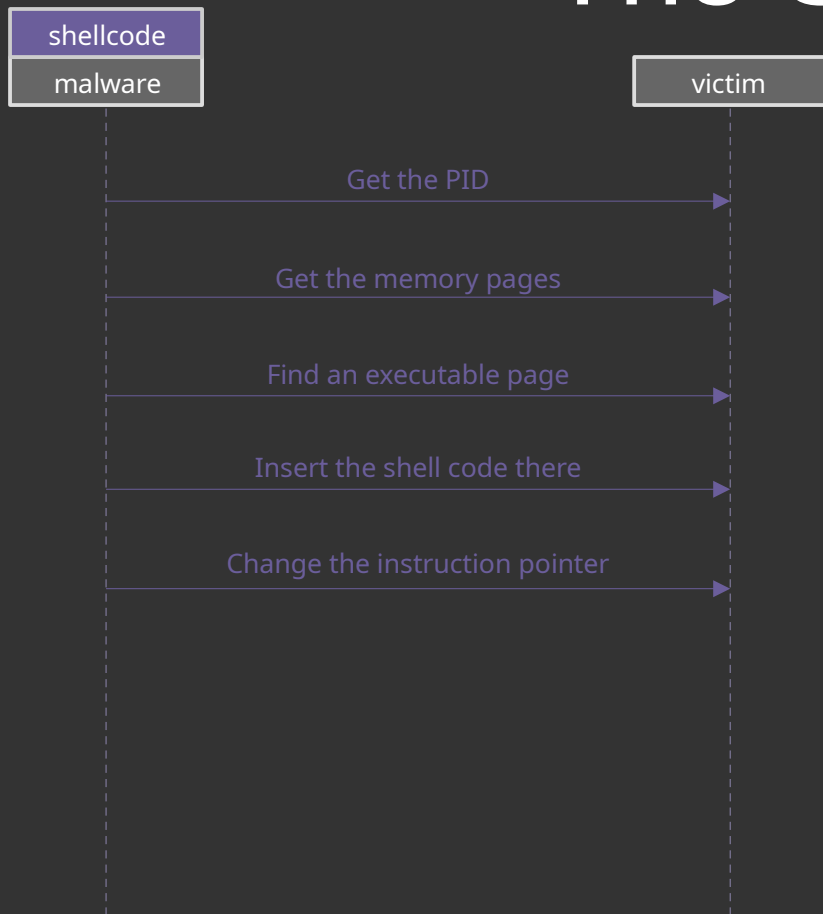 shellcode
malware
victim
Get the PID
Get the memory pages
Find an executable page
Insert the shell code there
Change the instruction pointer